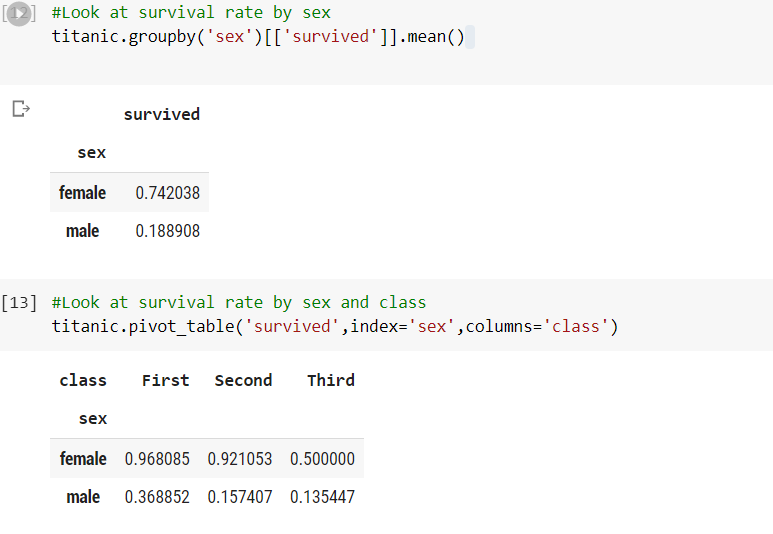 [12] #Look at survival rate by sex
titanic.groupby('sex')[['survived']].mean()
survived
sex
female 0.742038
male 0.188908
[13] #Look at survival rate by sex and class
titanic.pivot_table('survived',index='sex',columns='class')
class First Second Third
sex
female 0.968085 0.921053 0.500000
male 0.368852 0.157407 0.135447